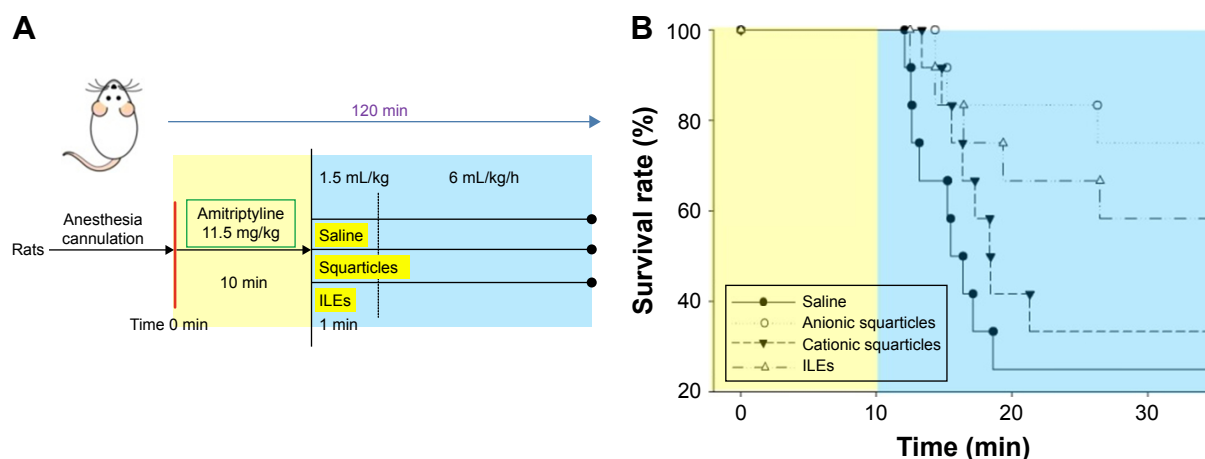 A
120 min
1.5 mL/kg 6 mL/kg/h
Anesthesia
cannulation
Amitriptyline
11.5 mg/kg
Rats
Saline
Squarticles
10 min
ILEs
Time 0 min 1 min
B
Survival rate (%)
100
80
60
40
20
Saline
Anionic squarticles
Cationic squarticles
ILEs
0 10 20 30
Time (min)